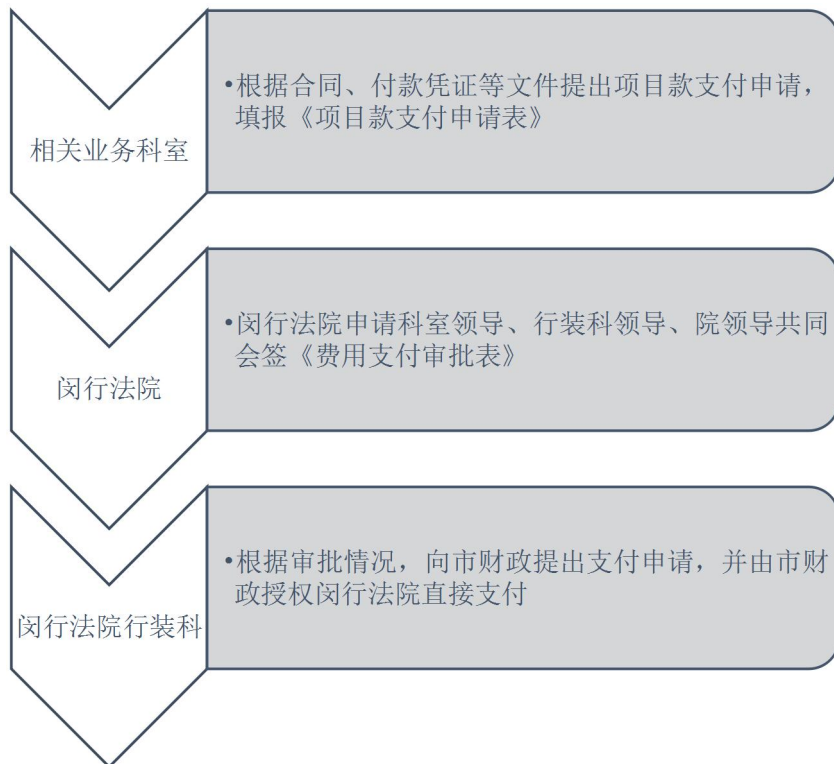 相关业务科室
•根据合同、付款凭证等文件提出项目款支付申请，
填报《项目款支付申请表》
闵行法院
•闵行法院申请科室领导、行装科领导、院领导共同
会签《费用支付审批表》
闵行法院行装科
•根据审批情况，向市财政提出支付申请，并由市财
政授权闵行法院直接支付